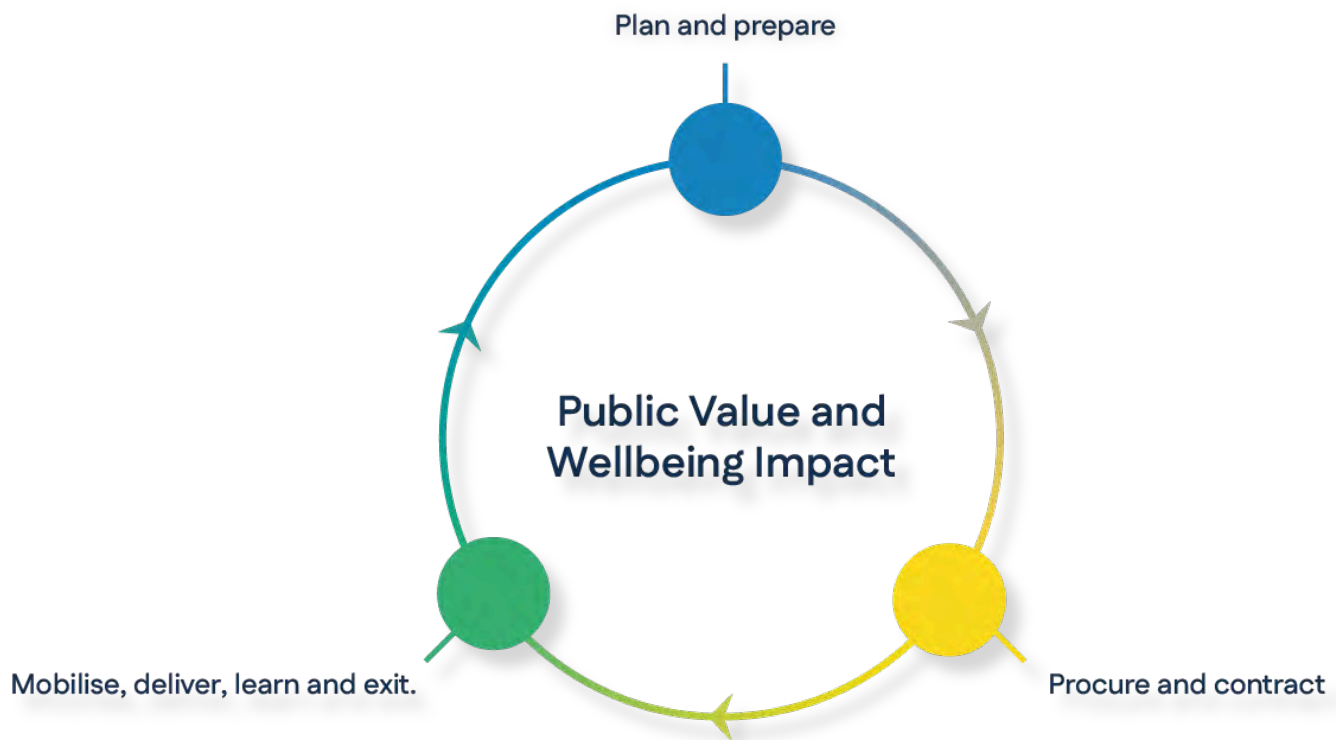 Plan and prepare
Public Value and
Wellbeing Impact
Mobilise, deliver, learn and exit.
Procure and contract